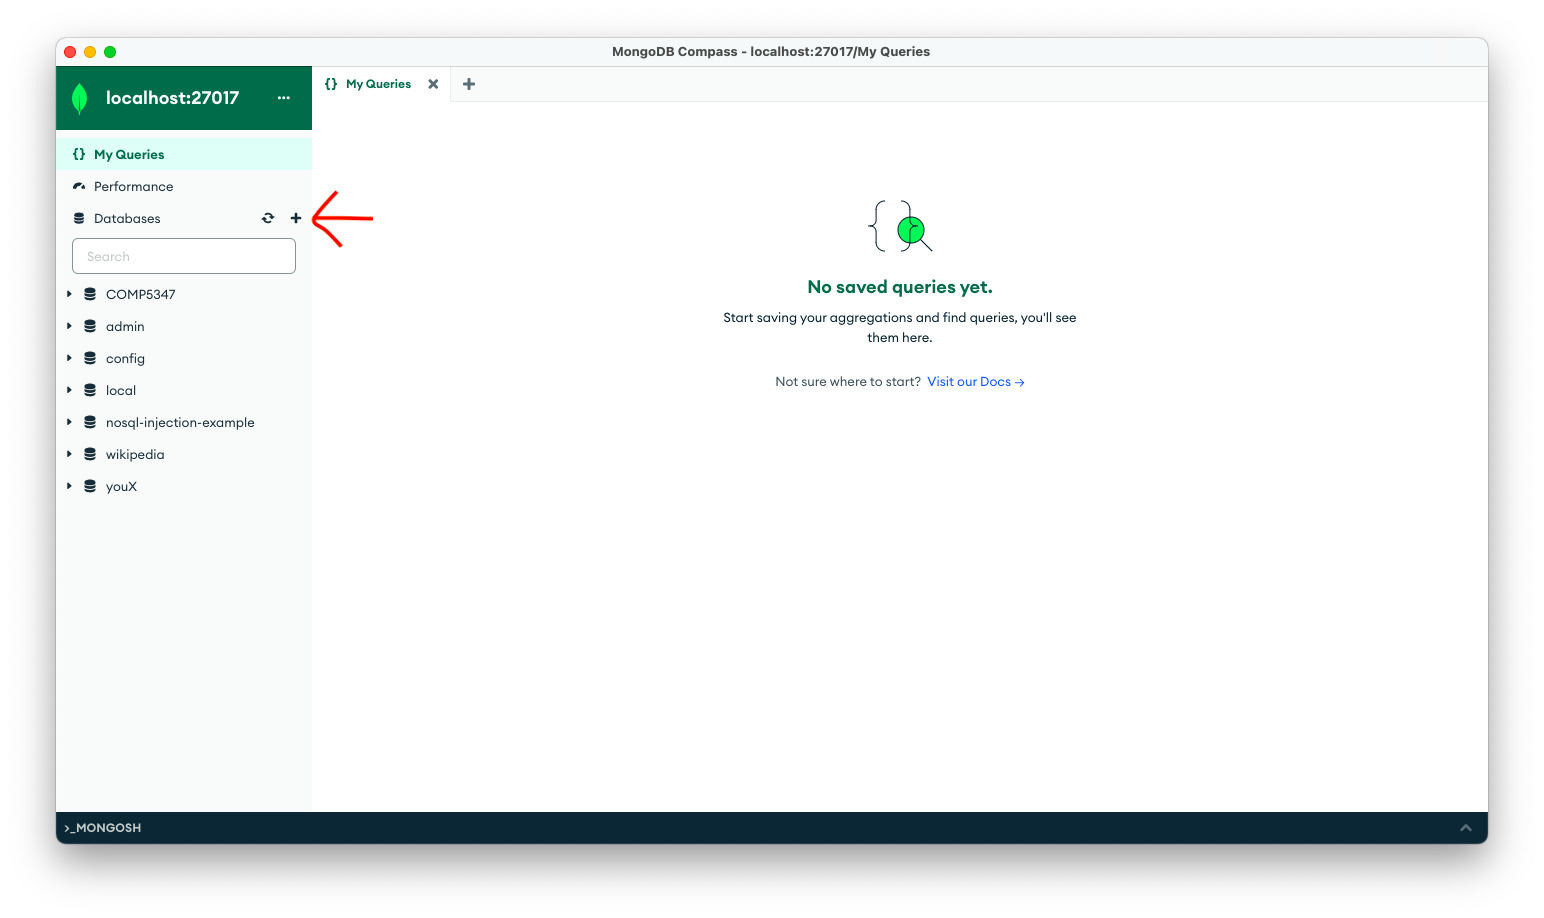 MongoDB Compass - localhost:27017/My Queries
localhost:27017
{} My Queries
{} My Queries
Performance
Databases
Search
COMP5347
admin
config
local
nosql-injection-example
wikipedia
youX
No saved queries yet.
Start saving your aggregations and find queries, you'll see
them here.
Not sure where to start? Visit our Docs →
>_MONGOSH